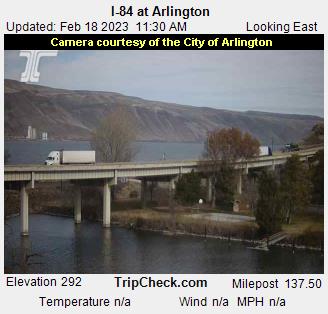 I-84 at Arlington
Updated: Feb 18 2023 11:30 AM Looking East
Camera courtesy of the City of Arlington
Elevation 292 TripCheck.com Milepost 137.50
Temperature n/a Wind n/a MPH n/a